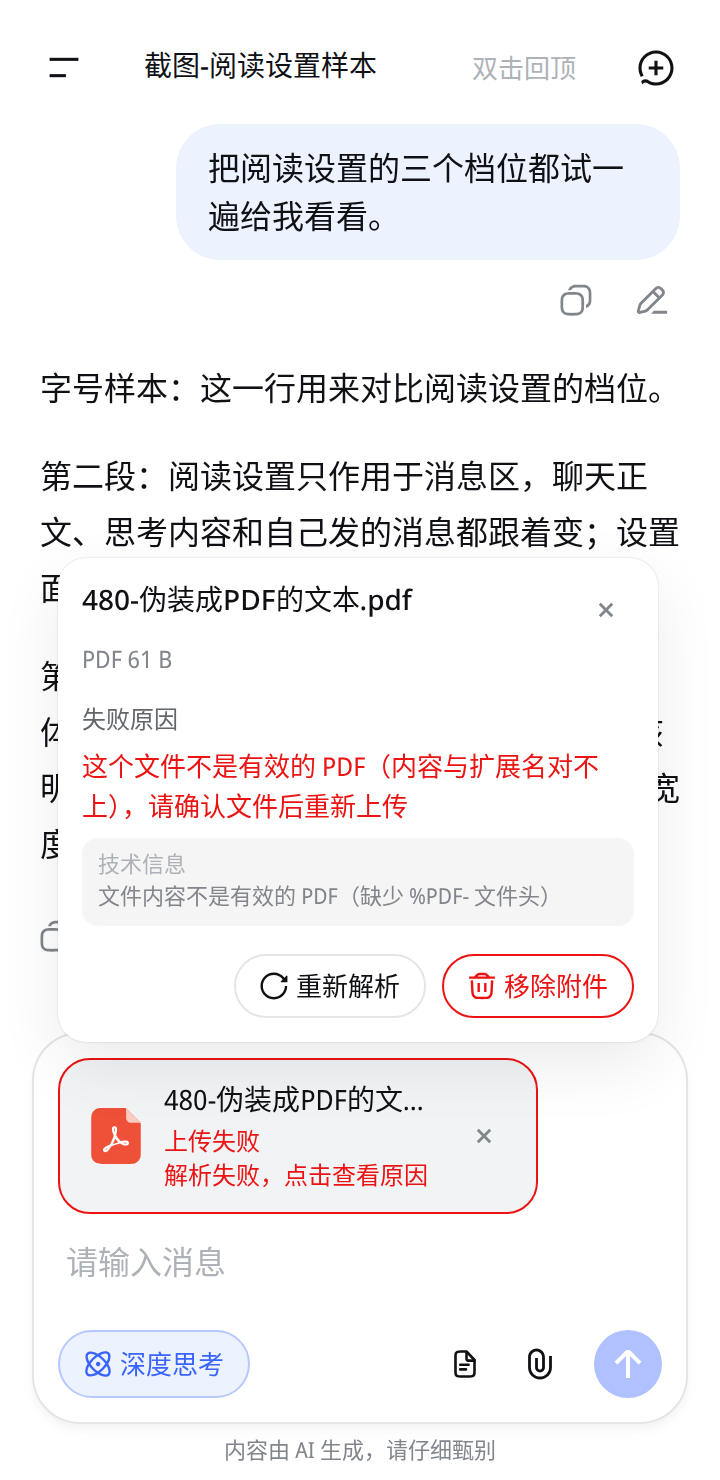 截图-阅读设置样本
双击回顶
把阅读设置的三个档位都试一
遍给我看看。
字号样本：这一行用来对比阅读设置的档位。
第二段：阅读设置只作用于消息区，聊天正
文、思考内容和自己发的消息都跟着变；设置
面
480-伪装成PDF的文本.pdf
PDF 61 B
失败原因
这个文件不是有效的 PDF（内容与扩展名对不
上），请确认文件后重新上传
技术信息
文件内容不是有效的 PDF（缺少 %PDF- 文件头）
重新解析
移除附件
第
体
明
宽
度
480-伪装成PDF的文...
上传失败
解析失败，点击查看原因
请输入消息
深度思考
内容由 AI 生成，请仔细甄别